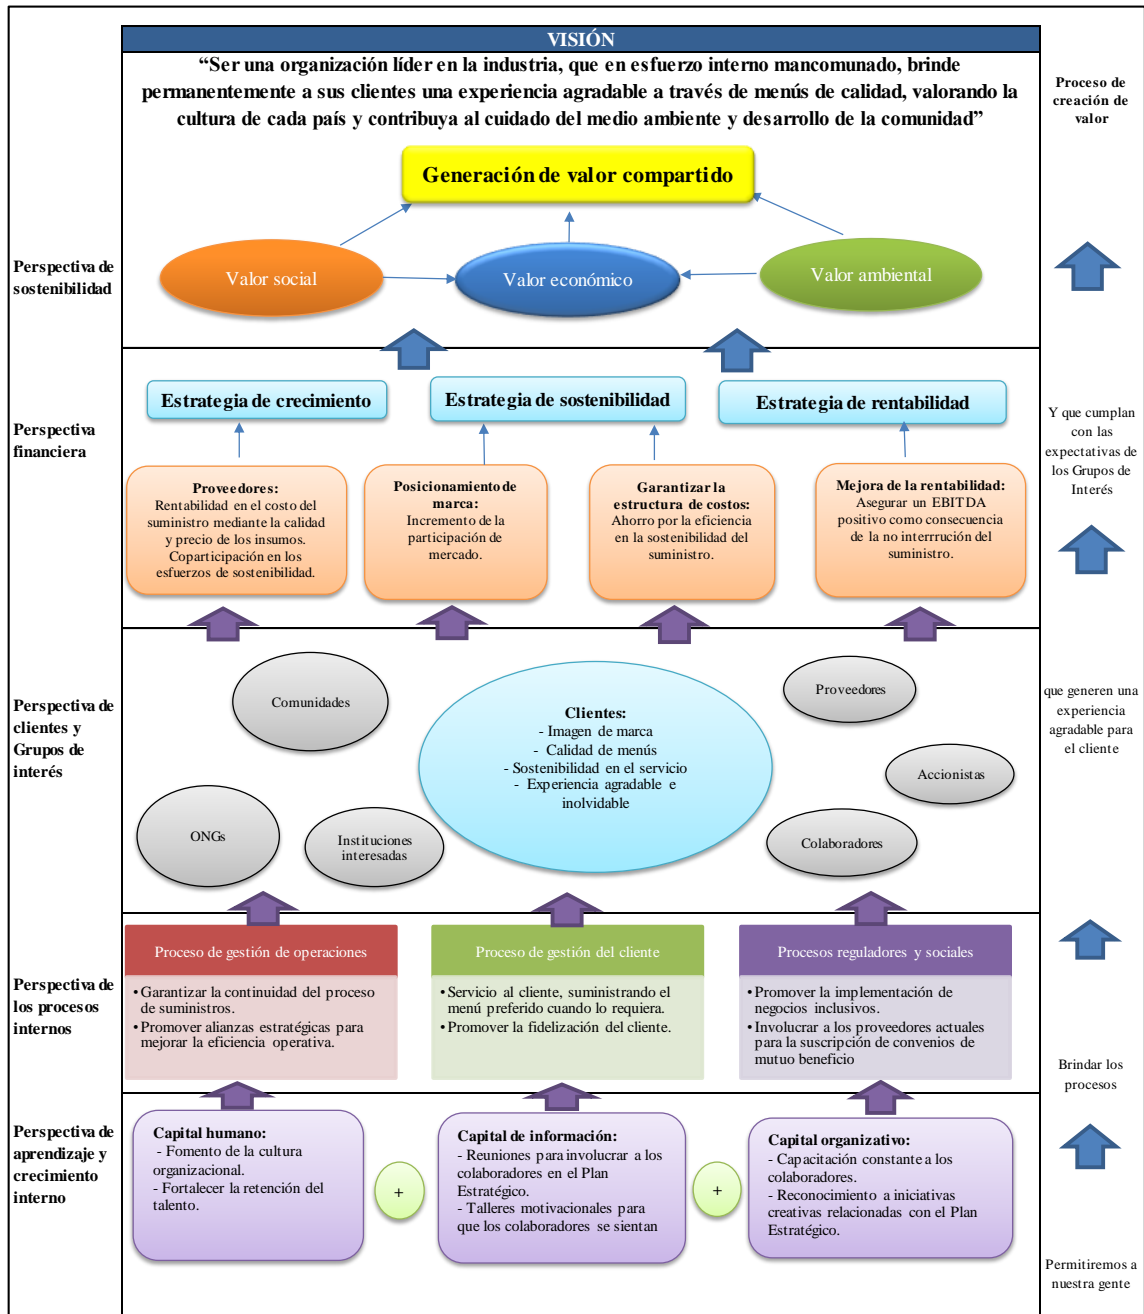 VISIÓN
“Ser una organización líder en la industria, que en esfuerzo interno mancomunado, brinde
permanentemente a sus clientes una experiencia agradable a través de menús de calidad, valorando la
cultura de cada país y contribuya al cuidado del medio ambiente y desarrollo de la comunidad”
Proceso de
creación de
valor
Generación de valor compartido
Perspectiva de
sostenibilidad
Valor social
Valor económico
Valor ambiental
Perspectiva
financiera
Estrategia de crecimiento
Estrategia de sostenibilidad
Estrategia de rentabilidad
Y que cumplan
con las
expectativas de
los Grupos de
Interés
Proveedores:
Rentabilidad en el costo del
suministro mediante la calidad
y precio de los insumos.
Coparticipación en los
esfuerzos de sostenibilidad.
Posicionamiento de
marca:
Incremento de la
participación de
mercado.
Garantizar la
estructura de costos:
Ahorro por la eficiencia
en la sostenibilidad del
suministro.
Mejora de la rentabilidad:
Asegurar un EBITDA
positivo como consecuencia
de la no interrrución del
suministro.
Perspectiva de
clientes y
Grupos de
interés
Comunidades
ONGs
Instituciones
interesadas
Clientes:
- Imagen de marca
- Calidad de menús
- Sostenibilidad en el servicio
- Experiencia agradable e
inolvidable
Proveedores
Accionistas
Colaboradores
que generen una
experiencia
agradable para
el cliente
Perspectiva de
los procesos
internos
Proceso de gestión de operaciones
• Garantizar la continuidad del proceso
de suministros.
• Promover alianzas estratégicas para
mejorar la eficiencia operativa.
Proceso de gestión del cliente
• Servicio al cliente, suministrando el
menú preferido cuando lo requiera.
• Promover la fidelización del cliente.
Procesos reguladores y sociales
• Promover la implementación de
negocios inclusivos.
• Involucrar a los proveedores actuales
para la suscripción de convenios de
mutuo beneficio
Brindar los
procesos
Perspectiva de
aprendizaje y
crecimiento
interno
Capital humano:
- Fomento de la cultura
organizacional.
- Fortalecer la retención del
talento.
+
Capital de información:
- Reuniones para involucrar a los
colaboradores en el Plan
Estratégico.
- Talleres motivacionales para
que los colaboradores se sientan
+
Capital organizativo:
- Capacitación constante a los
colaboradores.
- Reconocimiento a iniciativas
creativas relacionadas con el Plan
Estratégico.
Permitiremos a
nuestra gente